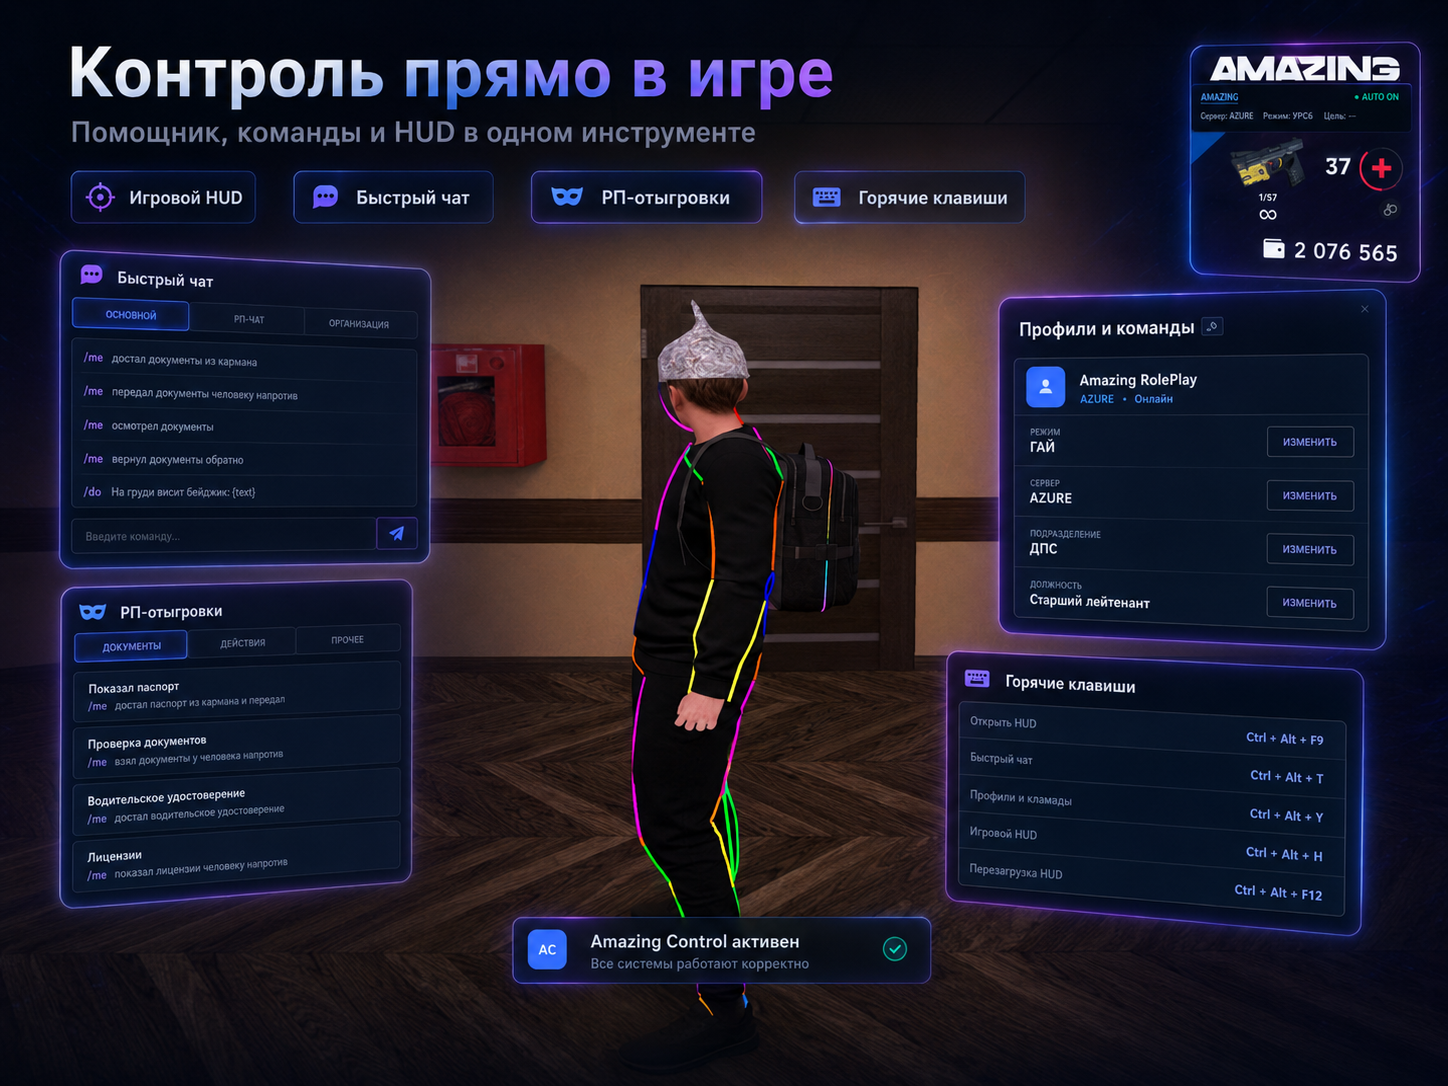 Контроль прямо в игре
Помощник, команды и HUD в одном инструменте
Игровой HUD
Быстрый чат
РП-отыгровки
Горячие клавиши
AMAZING
AMAZING
• AUTO ON
Сервер: AZURE Режим: УРС6 Цель: ---
37
1/57
∞
2 076 565
Быстрый чат
ОСНОВНОЙ
РП-ЧАТ
ОРГАНИЗАЦИЯ
/me достал документы из кармана
/me передал документы человеку напротив
/me осмотрел документы
/me вернул документы обратно
/do На груди висит бейджик: {text}
Введите команду...
РП-отыгровки
ДОКУМЕНТЫ
ДЕЙСТВИЯ
ПРОЧЕЕ
Показал паспорт
/me достал паспорт из кармана и передал
Проверка документов
/me взял документы у человека напротив
Водительское удостоверение
/me достал водительское удостоверение
Лицензии
/me показал лицензии человеку напротив
Профили и команды
×
Amazing RolePlay
AZURE • Онлайн
РЕЖИМ
ГАЙ
ИЗМЕНИТЬ
СЕРВЕР
AZURE
ИЗМЕНИТЬ
ПОДРАЗДЕЛЕНИЕ
ДПС
ИЗМЕНИТЬ
ДОЛЖНОСТЬ
Старший лейтенант
ИЗМЕНИТЬ
Горячие клавиши
Открыть HUD
Ctrl + Alt + F9
Быстрый чат
Ctrl + Alt + T
Профили и кламады
Ctrl + Alt + Y
Игровой HUD
Ctrl + Alt + H
Перезагрузка HUD
Ctrl + Alt + F12
AC
Amazing Control активен
Все системы работают корректно